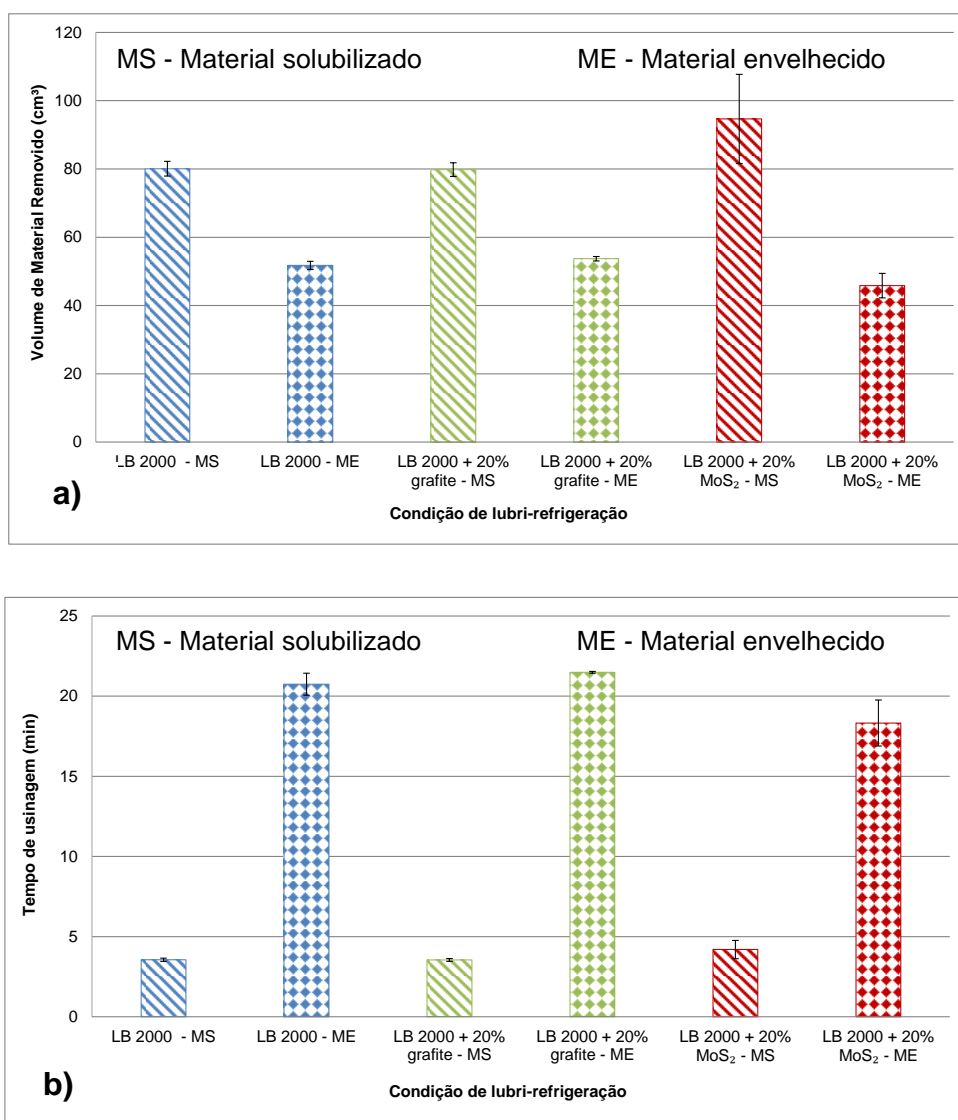 120
MS - Material solubilizado ME - Material envelhecido
100
80
60
40
20
0
Volume de Material Removido (cm³)
LB 2000 - MS LB 2000 - ME LB 2000 + 20% LB 2000 + 20% LB 2000 + 20% LB 2000 + 20%
grafite - MS grafite - ME MoS₂ - MS MoS₂ - ME
a)
Condição de lubri-refrigeração
25
MS - Material solubilizado ME - Material envelhecido
20
15
10
5
0
Tempo de usinagem (min)
LB 2000 - MS LB 2000 - ME LB 2000 + 20% LB 2000 + 20% LB 2000 + 20% LB 2000 + 20%
grafite - MS grafite - ME MoS₂ - MS MoS₂ - ME
b)
Condição de lubri-refrigeração